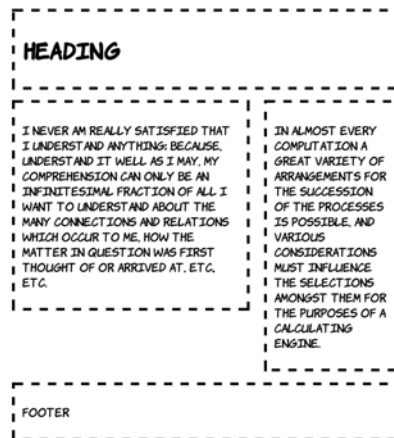 HEADING
I NEVER AM REALLY SATISFIED THAT
I UNDERSTAND ANYTHING; BECAUSE,
UNDERSTAND IT WELL AS I MAY, MY
COMPREHENSION CAN ONLY BE AN
INFINITESIMAL FRACTION OF ALL I
WANT TO UNDERSTAND ABOUT THE
MANY CONNECTIONS AND RELATIONS
WHICH OCCUR TO ME, HOW THE
MATTER IN QUESTION WAS FIRST
THOUGHT OF OR ARRIVED AT, ETC.,
ETC.
IN ALMOST EVERY
COMPUTATION A
GREAT VARIETY OF
ARRANGEMENTS FOR
THE SUCCESSION
OF THE PROCESSES
IS POSSIBLE, AND
VARIOUS
CONSIDERATIONS
MUST INFLUENCE
THE SELECTIONS
AMONGST THEM FOR
THE PURPOSES OF A
CALCULATING
ENGINE.
FOOTER